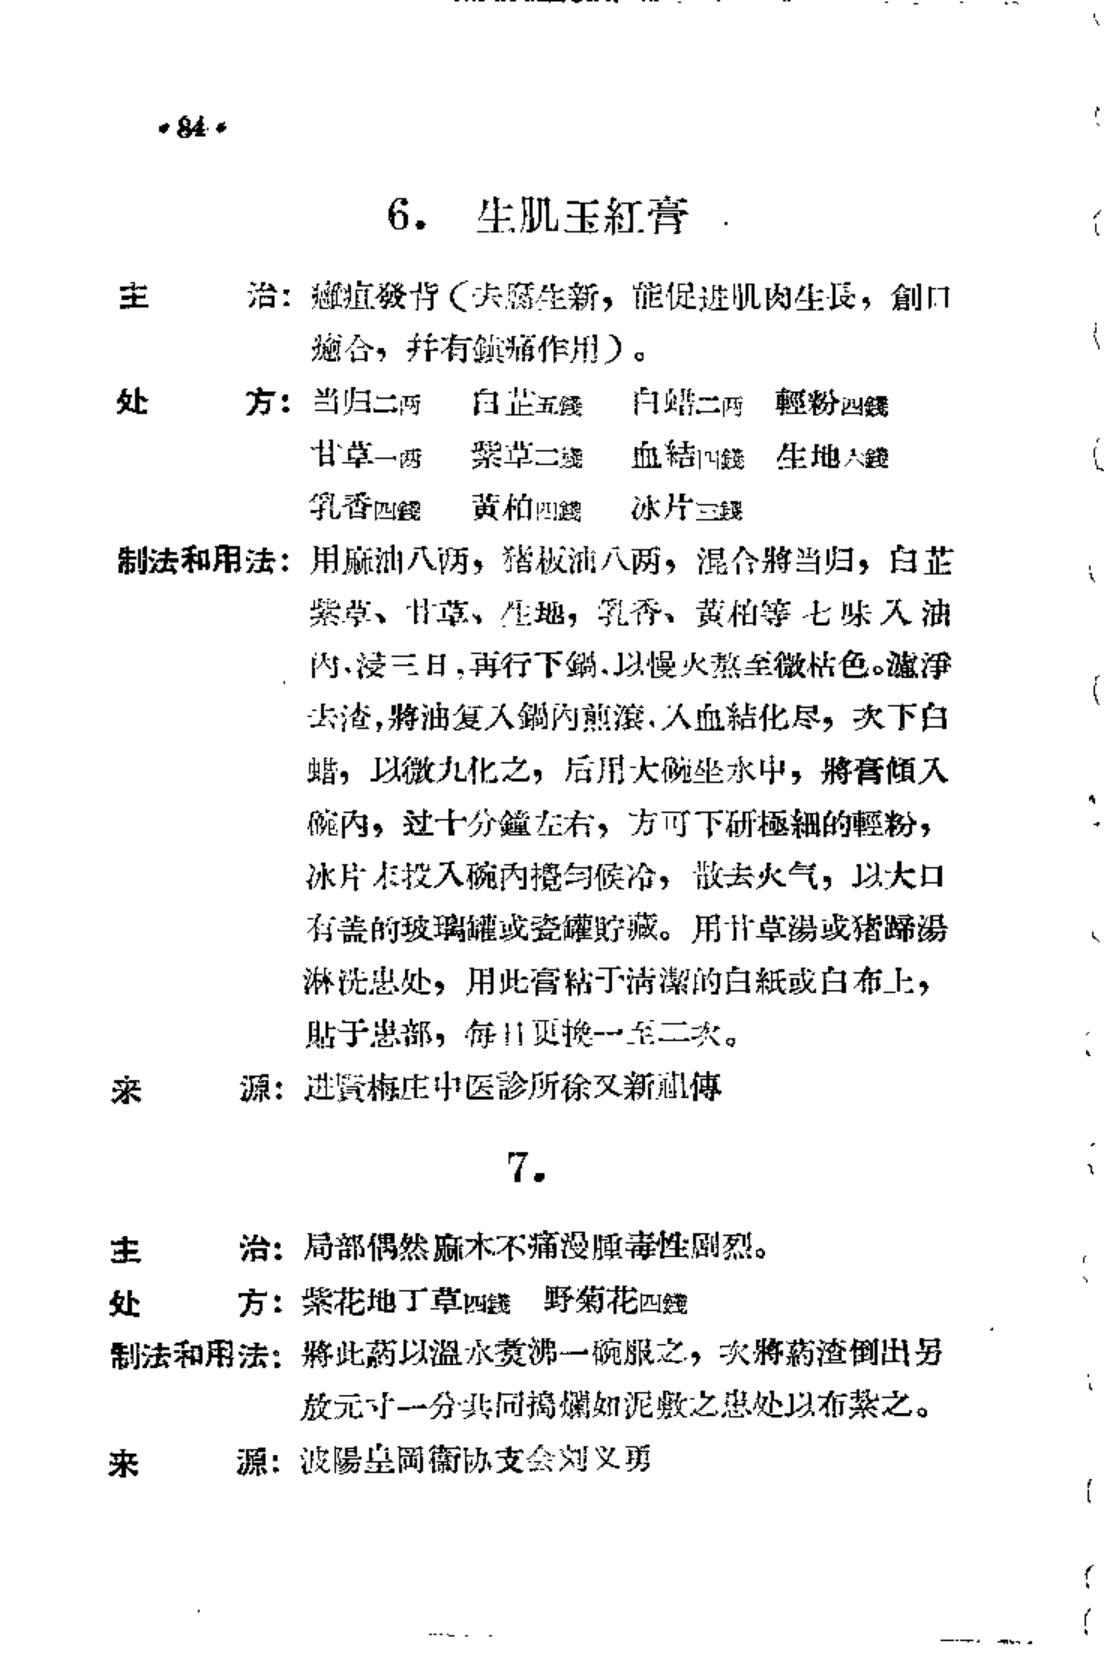 •84•
6. 生肌玉紅膏
主 治：癰疽發背（去腐生新，能促进肌肉生長，創口
癒合，幷有鎮痛作用）。
处 方：当归二两 白芷五錢 白蜡二两 輕粉四錢
甘草一两 紫草二錢 血結四錢 生地六錢
乳香四錢 黃柏四錢 冰片三錢
制法和用法：用麻油八两，猪板油八两，混合將当归，白芷
紫草、甘草、生地，乳香、黃柏等七味入油
內、浸三日，再行下鍋、以慢火熬至微枯色。濾淨
去渣，將油复入鍋內煎滾、入血結化尽，次下白
蜡，以微九化之，后用大碗坐水中，將膏傾入
碗內，过十分鐘左右，方可下研極細的輕粉，
冰片末投入碗內攪匀候冷，散去火气，以大口
有盖的玻璃罐或瓷罐貯藏。用甘草湯或猪蹄湯
淋洗患处，用此膏粘于清潔的白紙或白布上，
貼于患部，每日更換一至二次。
来 源：进賢梅庄中医診所徐又新祖傳
7.
主 治：局部偶然麻木不痛漫腫毒性剧烈。
处 方：紫花地丁草四錢 野菊花四錢
制法和用法：將此葯以溫水煑沸一碗服之，次將葯渣倒出另
放元寸一分共同搗爛如泥敷之患处以布紮之。
来 源：波陽皇岡衞协支会刘义勇